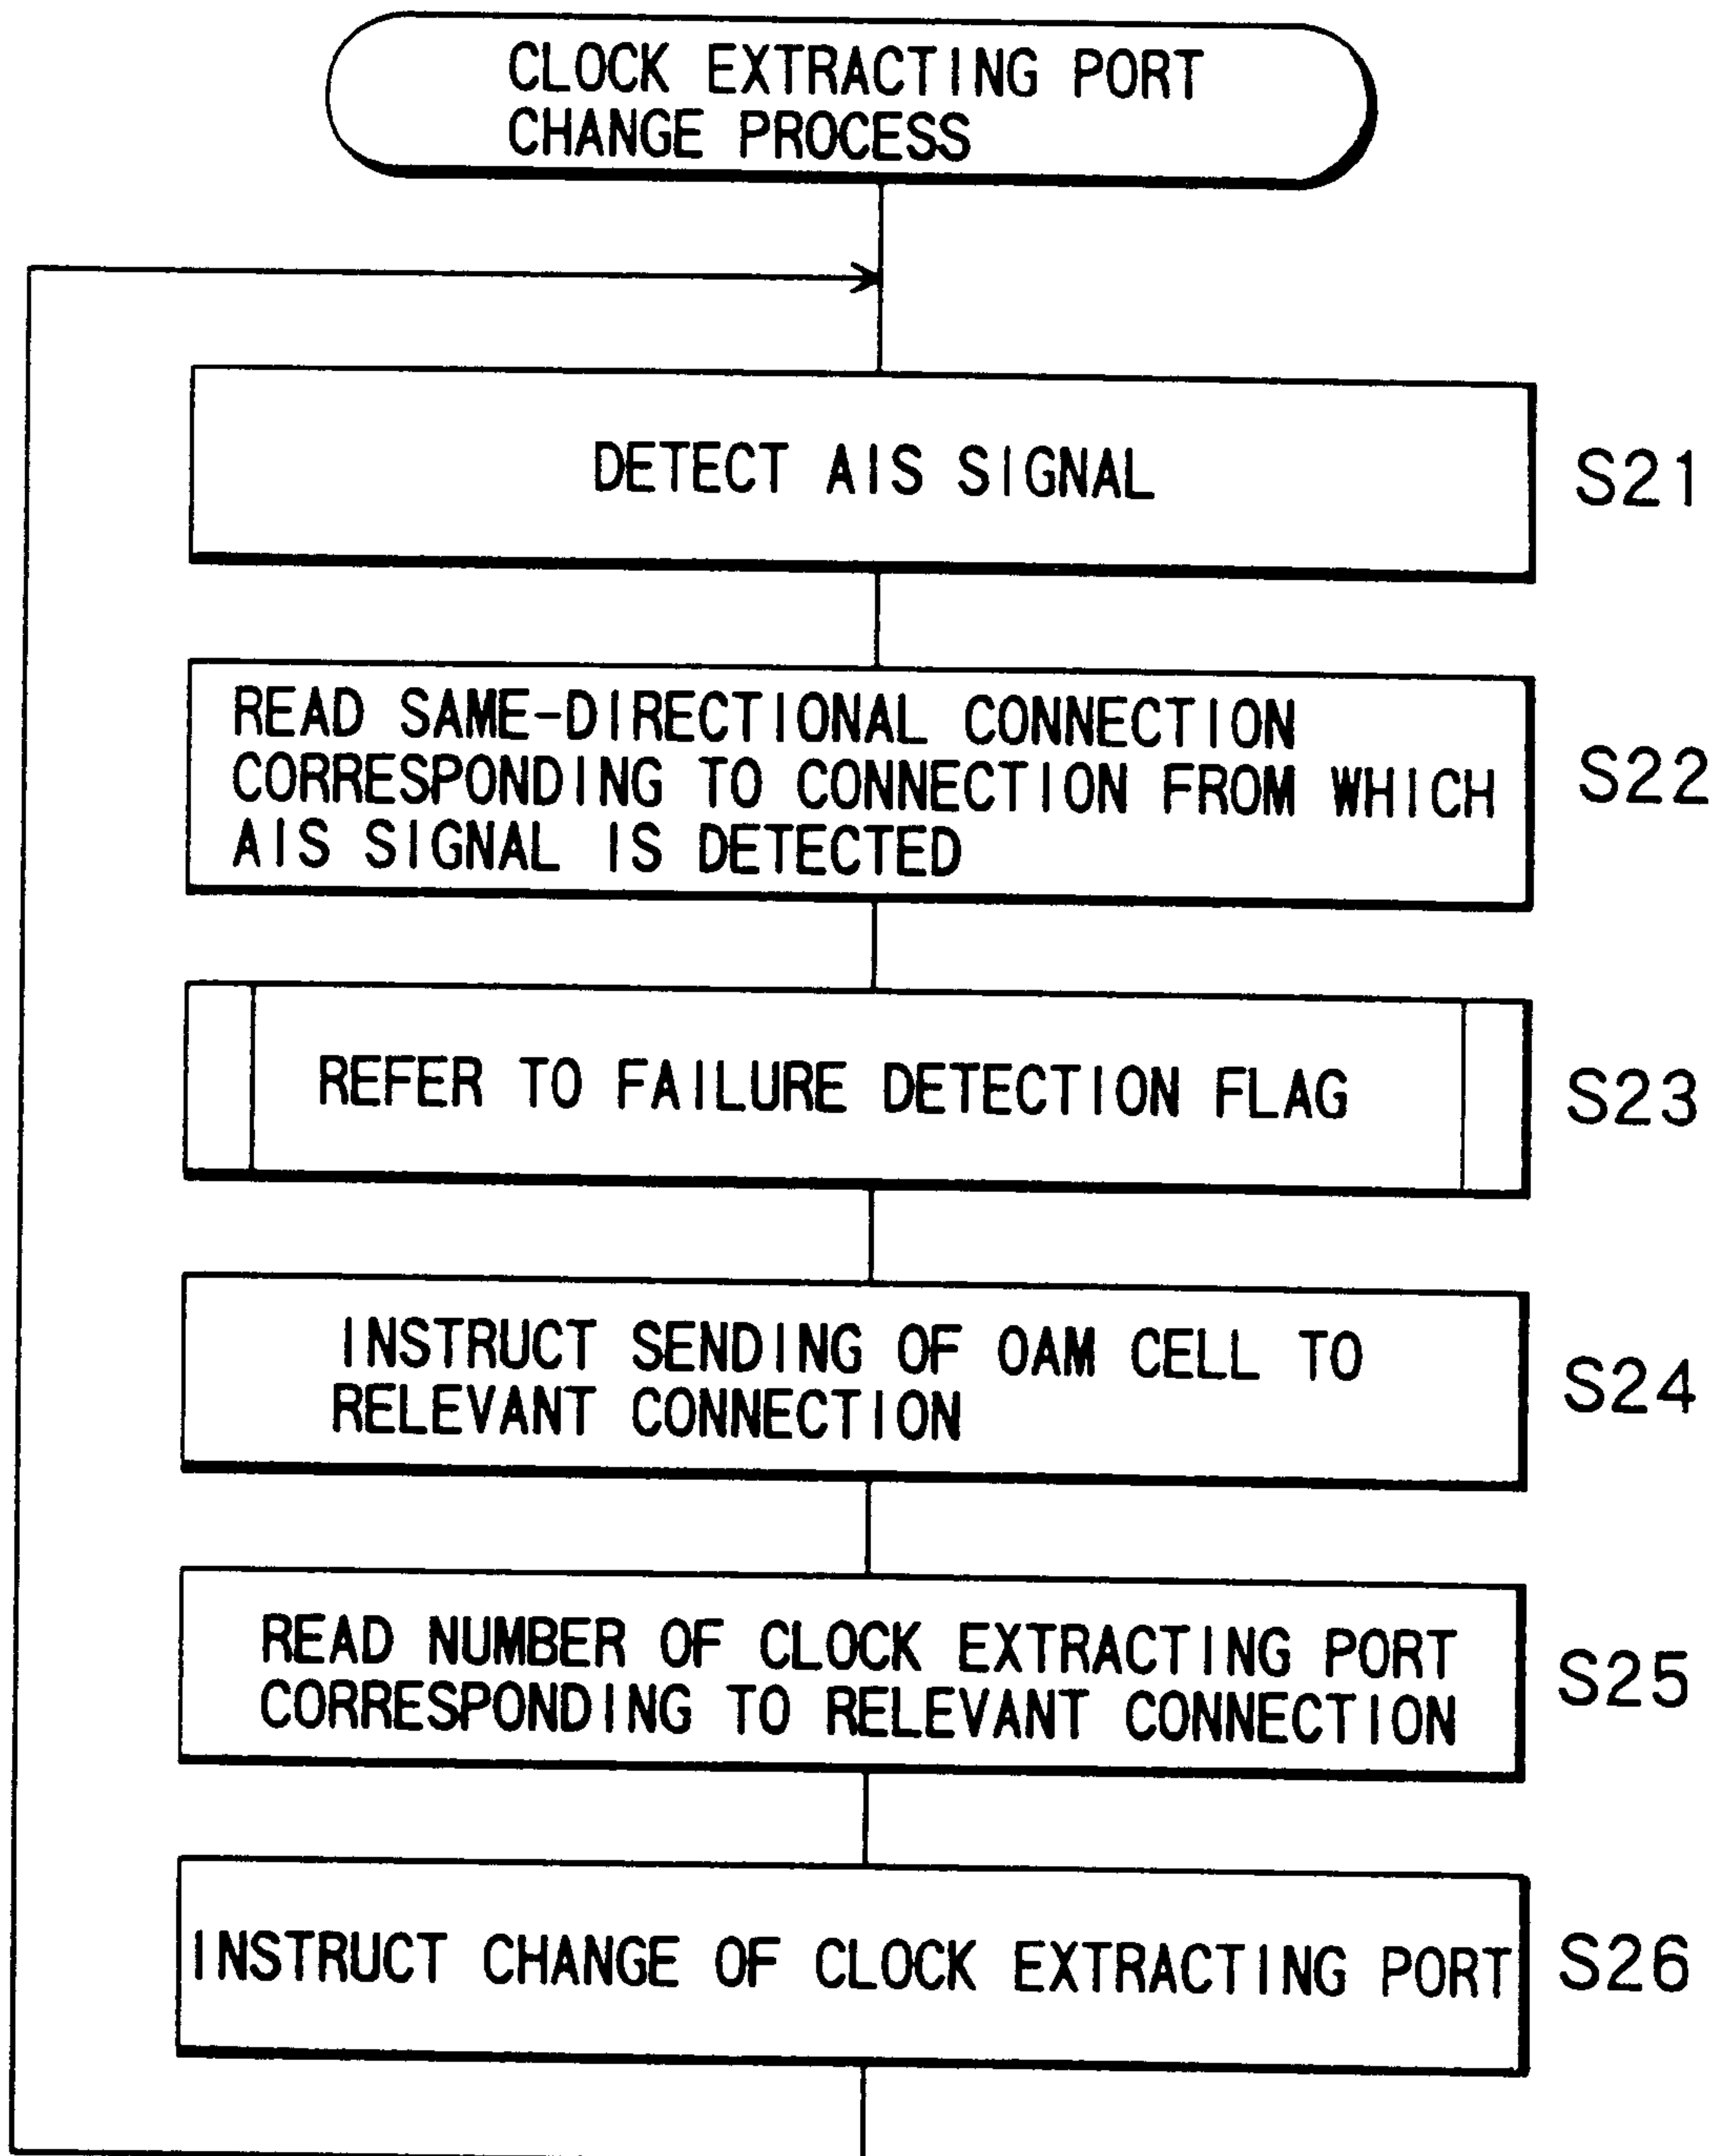 CLOCK EXTRACTING PORT
CHANGE PROCESS
DETECT AIS SIGNAL
S21
READ SAME-DIRECTIONAL CONNECTION
CORRESPONDING TO CONNECTION FROM WHICH
AIS SIGNAL IS DETECTED
S22
REFER TO FAILURE DETECTION FLAG
S23
INSTRUCT SENDING OF OAM CELL TO
RELEVANT CONNECTION
S24
READ NUMBER OF CLOCK EXTRACTING PORT
CORRESPONDING TO RELEVANT CONNECTION
S25
INSTRUCT CHANGE OF CLOCK EXTRACTING PORT
S26